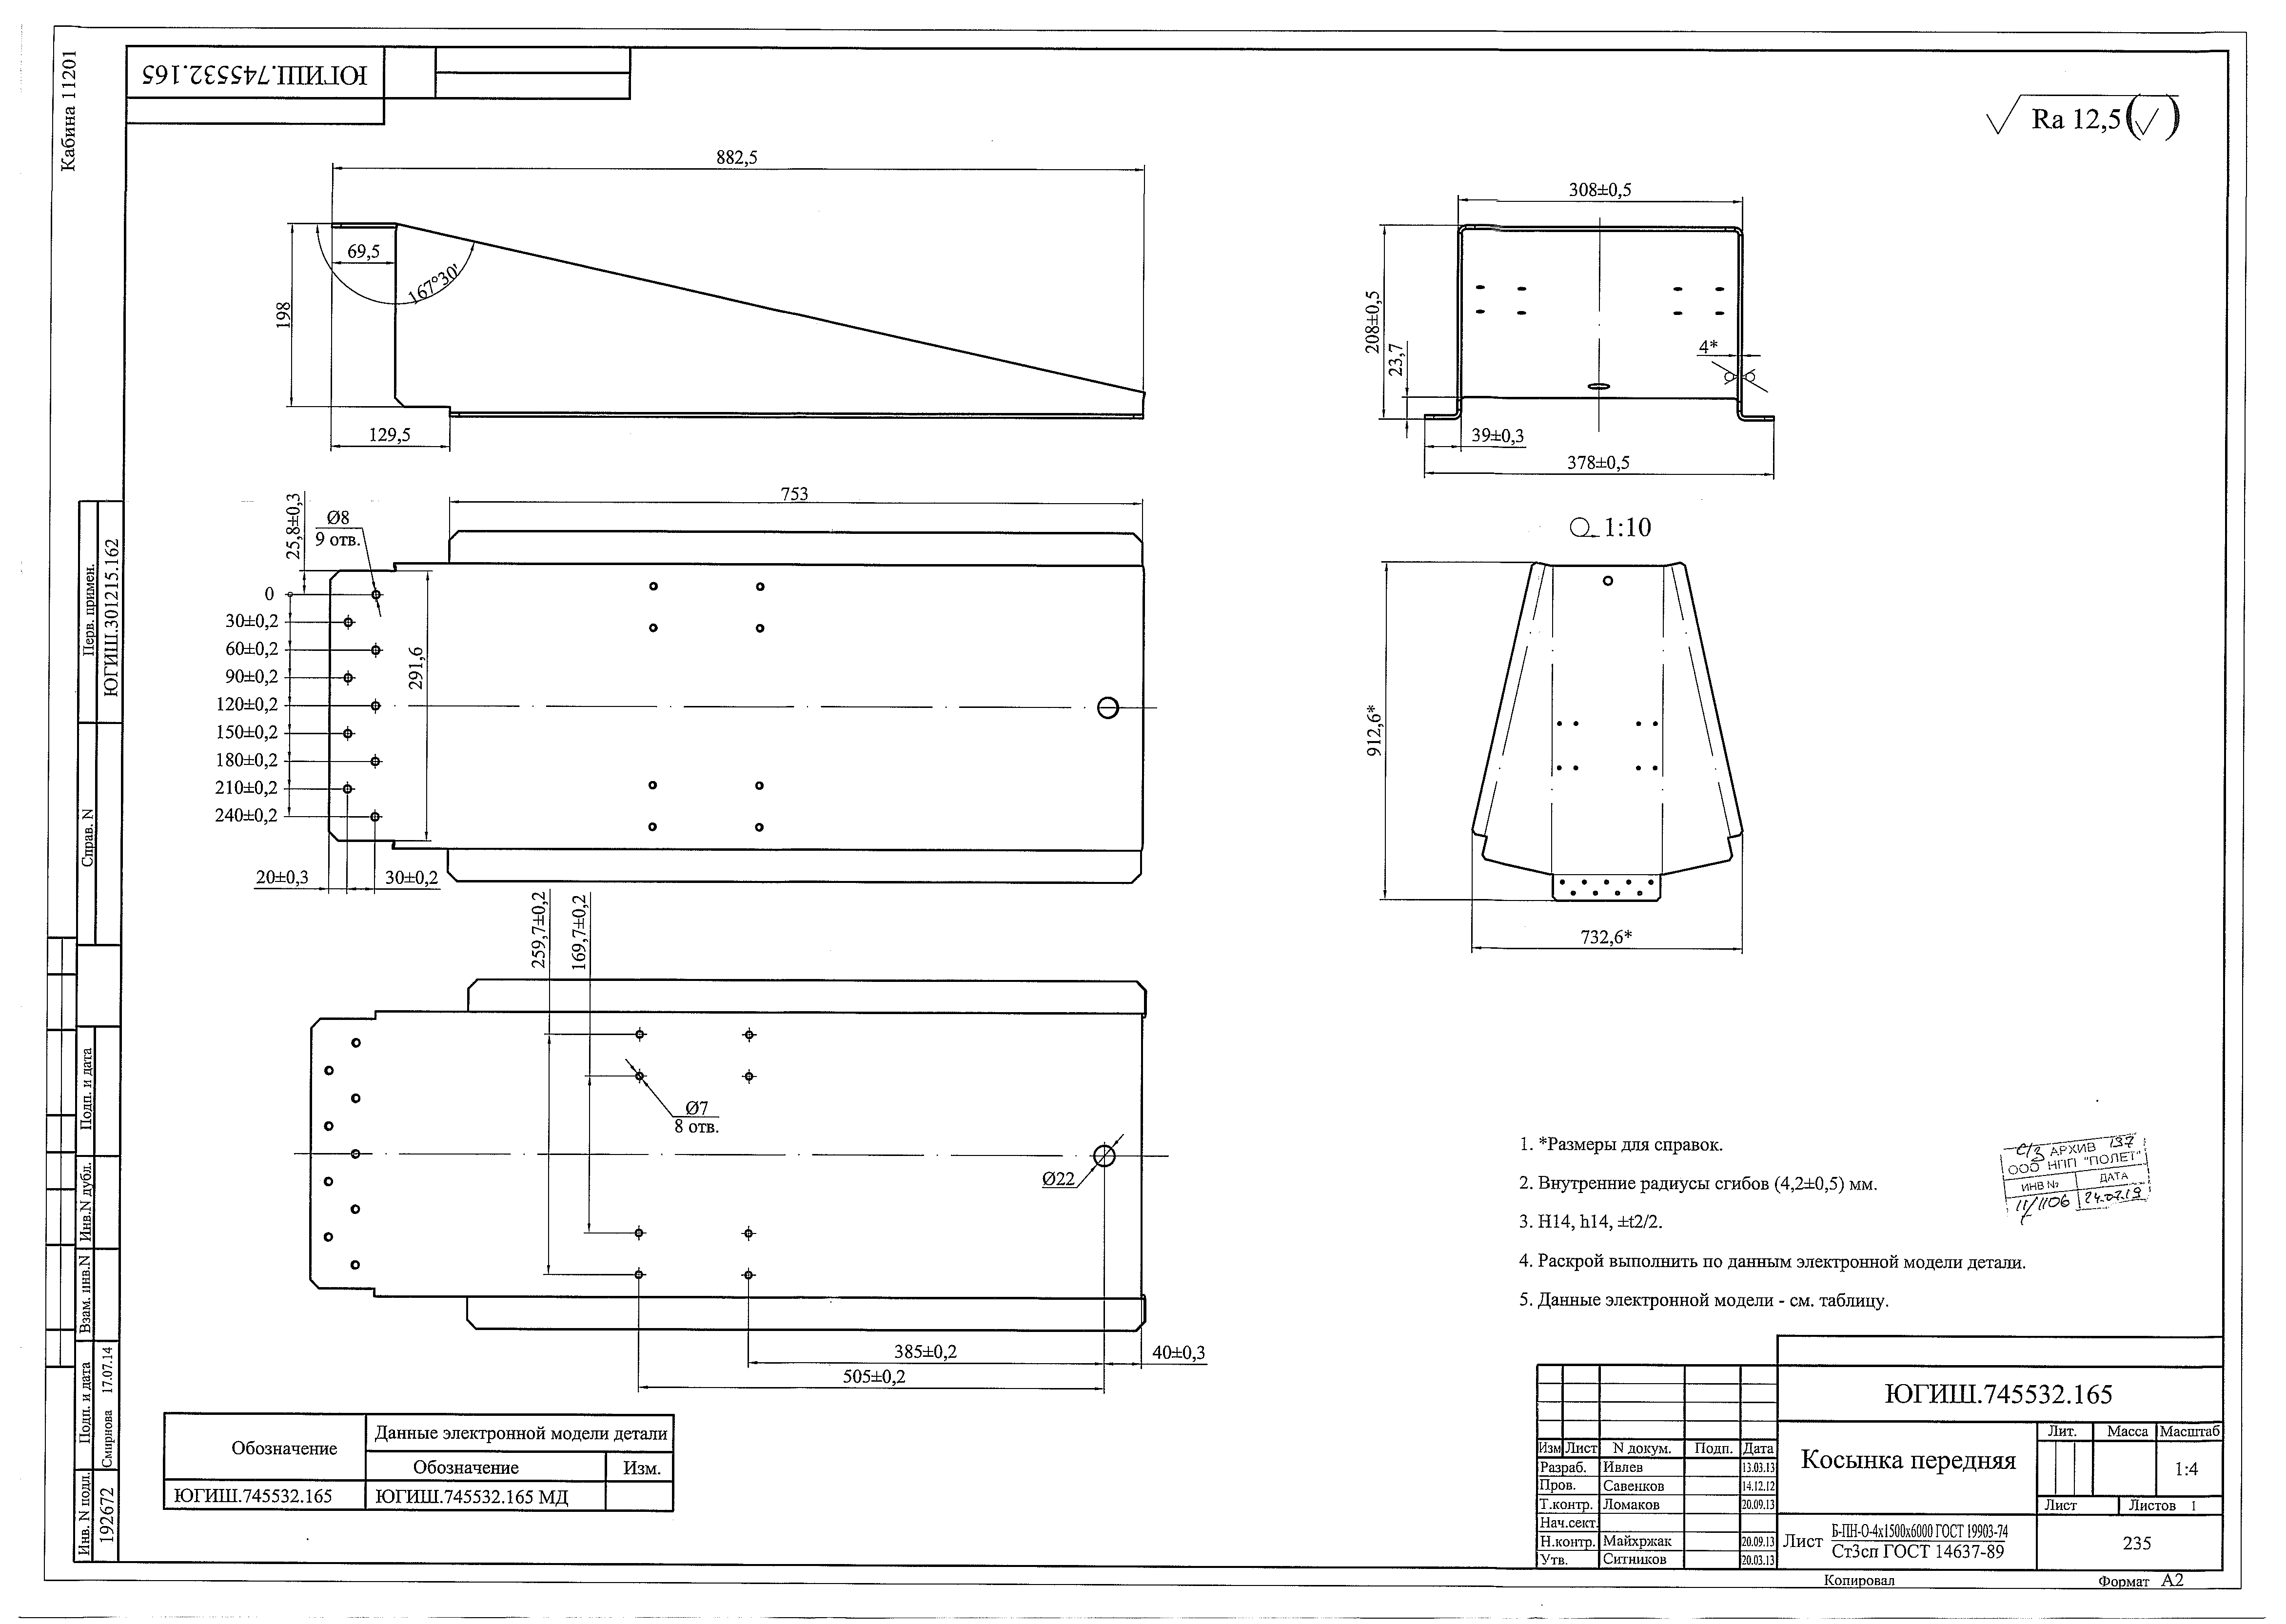 Кабина 11201
ЮГИШ.745532.165
Ra 12,5
882,5
69,5
167°30'
198
129,5
308±0,5
208±0,5
23,7
4*
39±0,3
378±0,5
753
25,8±0,3
Ø8
9 отв.
0
30±0,2
60±0,2
90±0,2
120±0,2
150±0,2
180±0,2
210±0,2
240±0,2
291,6
20±0,3
30±0,2
1:10
912,6*
732,6*
259,7±0,2
169,7±0,2
Ø7
8 отв.
Ø22
385±0,2
40±0,3
505±0,2
1. *Размеры для справок.
2. Внутренние радиусы сгибов (4,2±0,5) мм.
3. H14, h14, ±t2/2.
4. Раскрой выполнить по данным электронной модели детали.
5. Данные электронной модели - см. таблицу.
АРХИВ 137
ООО НПП "ПОЛЕТ"
ИНВ № ДАТА
11/1106 24.07.19
Обозначение
Данные электронной модели детали
Обозначение Изм.
ЮГИШ.745532.165 ЮГИШ.745532.165 МД
Перв. примен.
ЮГИШ.301215.162
Справ. N
Подп. и дата
Инв.N дубл.
Взам. инв.N
Подп. и дата
Смирнова 17.07.14
Инв. N подл.
192672
ЮГИШ.745532.165
Изм Лист N докум. Подп. Дата
Разраб. Ивлев 13.03.13
Пров. Савенков 14.12.12
Т.контр. Ломаков 20.09.13
Нач.сект.
Н.контр. Майхржак 20.09.13
Утв. Ситников 20.03.13
Косынка передняя
Лит. Масса Масштаб
1:4
Лист Листов 1
Лист Б-ПН-О-4х1500х6000 ГОСТ 19903-74
Ст3сп ГОСТ 14637-89
235
Копировал
Формат А2